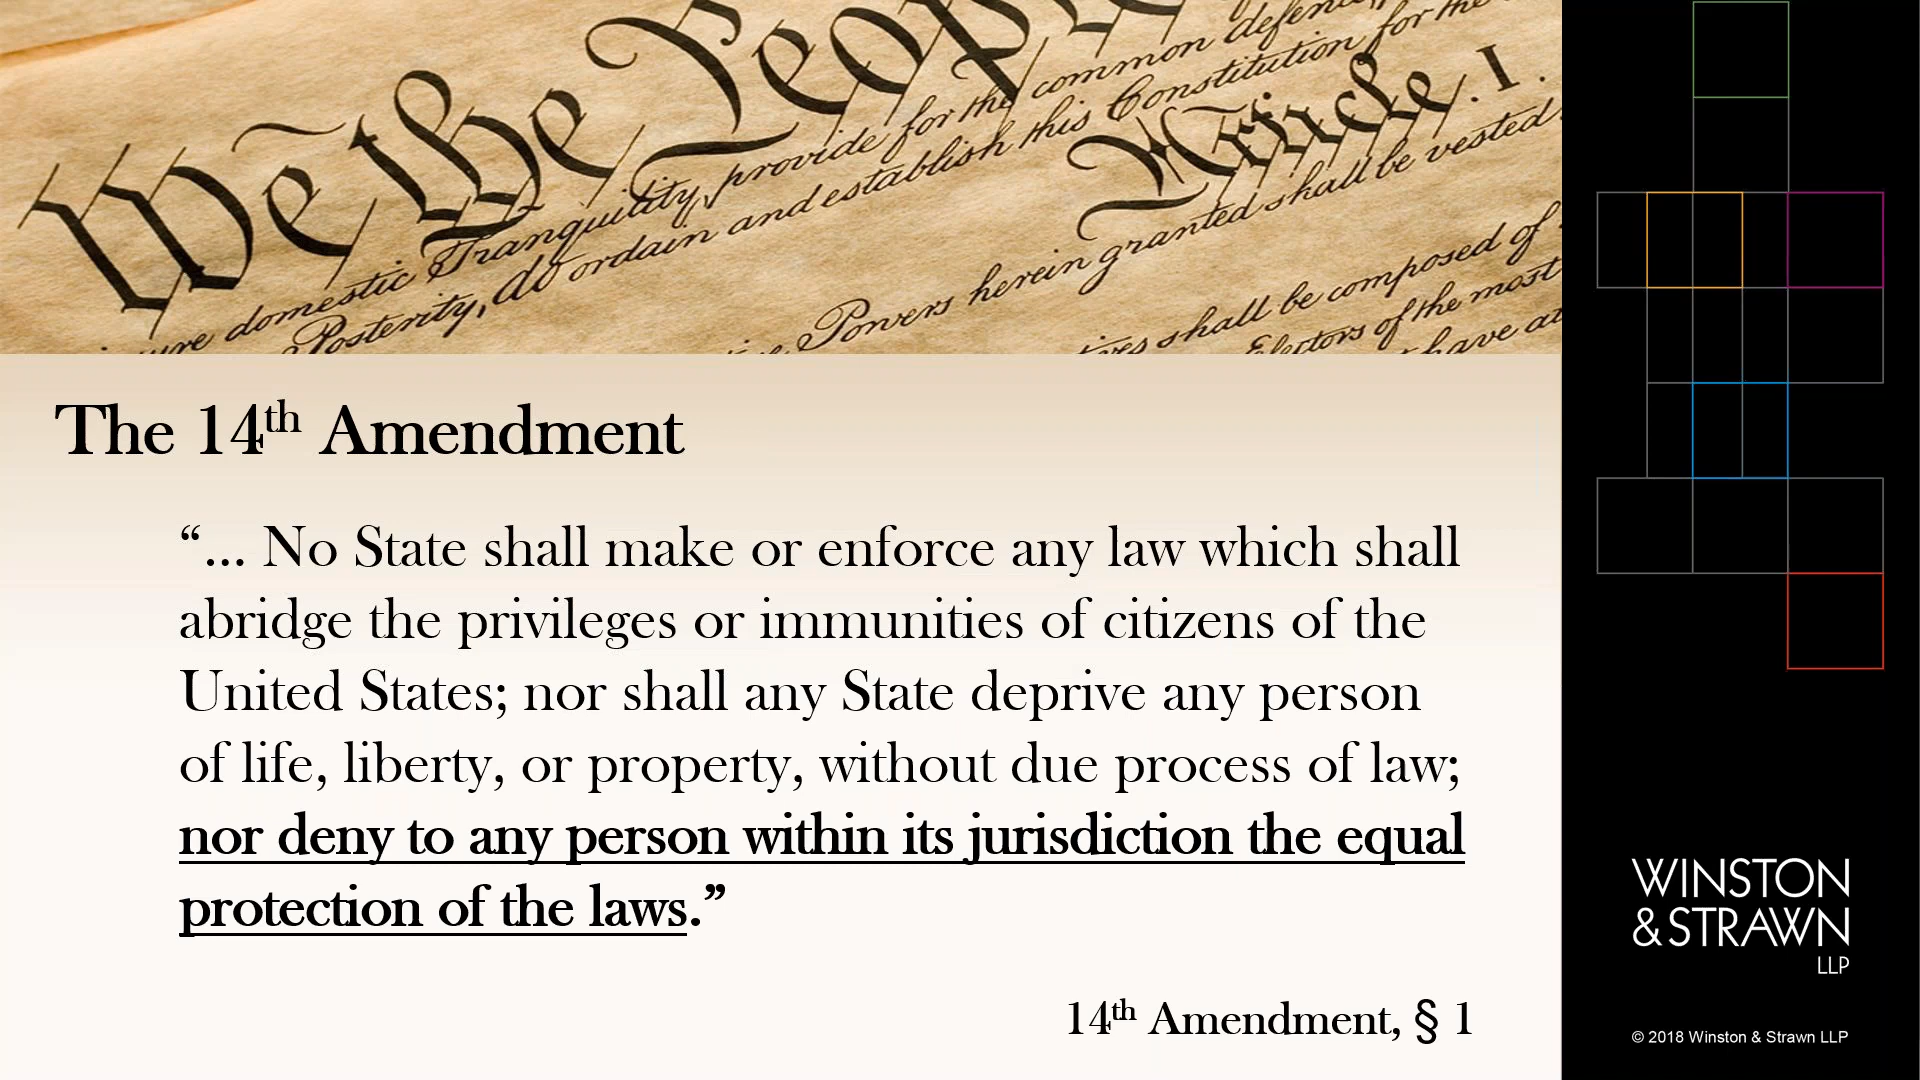 We the People
provide for the common defence,
ure domestic Tranquility,
Posterity, do ordain and establish this Constitution for the
Article. I.
Powers herein granted shall be vested
shall be composed of
Electors of the most
have at
The 14th Amendment
“... No State shall make or enforce any law which shall
abridge the privileges or immunities of citizens of the
United States; nor shall any State deprive any person
of life, liberty, or property, without due process of law;
nor deny to any person within its jurisdiction the equal
protection of the laws.”
14th Amendment, § 1
WINSTON
& STRAWN
LLP
© 2018 Winston & Strawn LLP